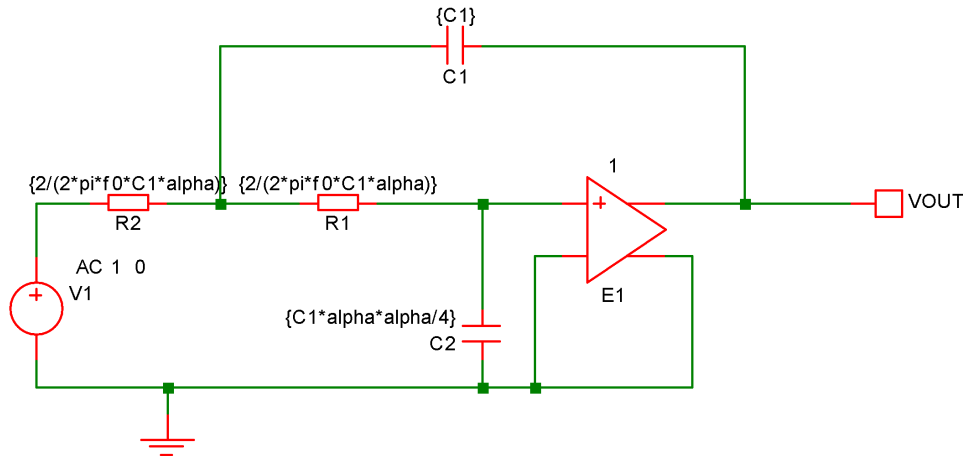 {C1}
C1
{2/(2*pi*f0*C1*alpha)} {2/(2*pi*f0*C1*alpha)}
R2
R1
1
VOUT
AC 1 0
V1
E1
{C1*alpha*alpha/4}
C2